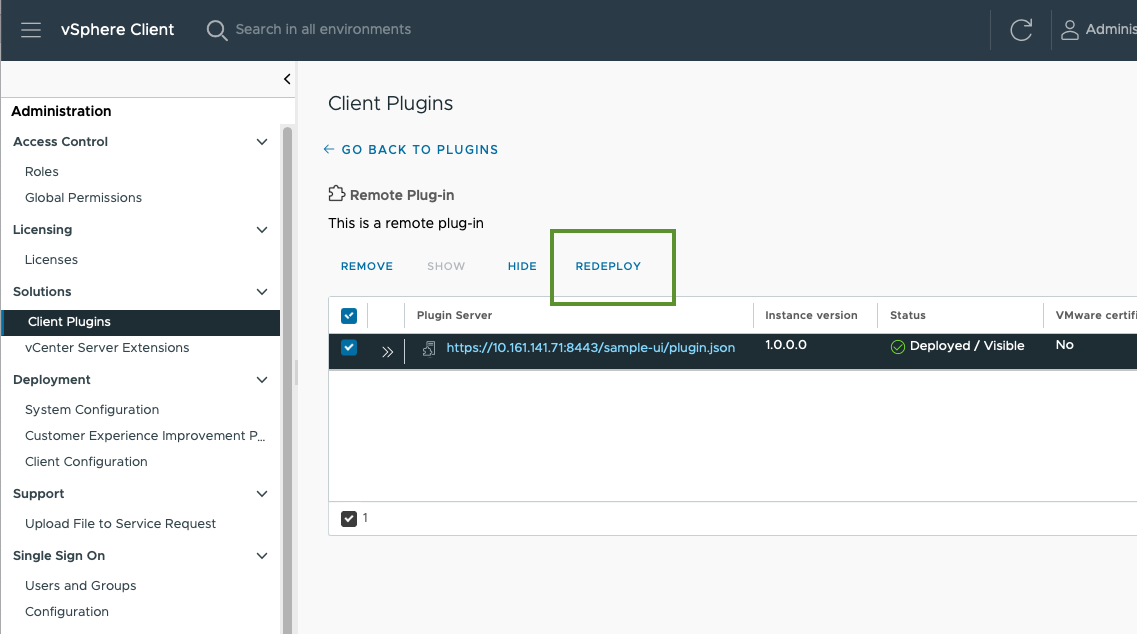 vSphere Client
Search in all environments
Adminis
Administration
Access Control
Roles
Global Permissions
Licensing
Licenses
Solutions
Client Plugins
vCenter Server Extensions
Deployment
System Configuration
Customer Experience Improvement P...
Client Configuration
Support
Upload File to Service Request
Single Sign On
Users and Groups
Configuration
Client Plugins
GO BACK TO PLUGINS
Remote Plug-in
This is a remote plug-in
REMOVE SHOW HIDE REDEPLOY
Plugin Server Instance version Status VMware certifi
https://10.161.141.71:8443/sample-ui/plugin.json 1.0.0.0 Deployed / Visible No
1